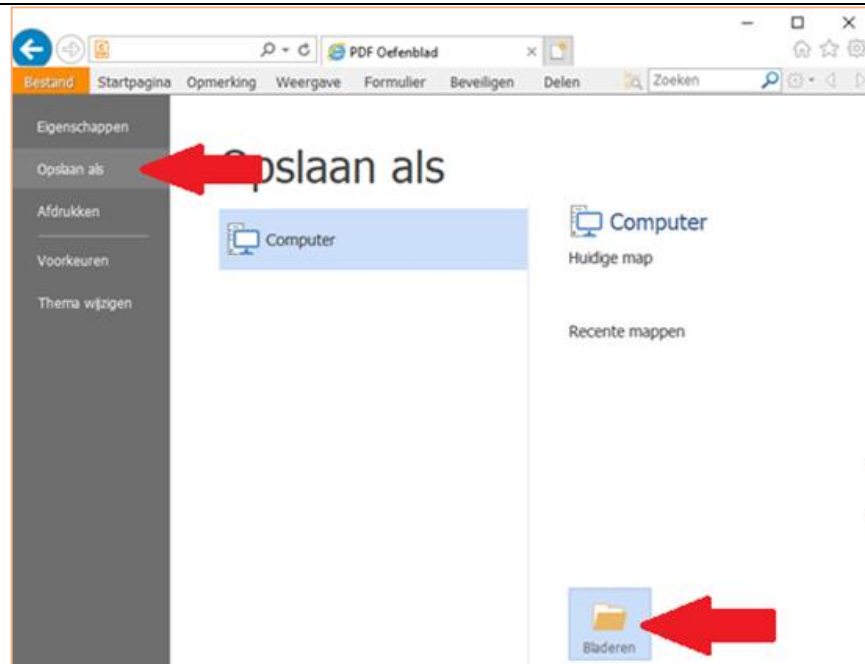 PDF Oefenblad
Bestand Startpagina Opmerking Weergave Formulier Beveiligen Delen Zoeken
Eigenschappen
Opslaan als
Afdrukken
Voorkeuren
Thema wijzigen
Opslaan als
Computer
Computer
Huidige map
Recente mappen
Bladeren